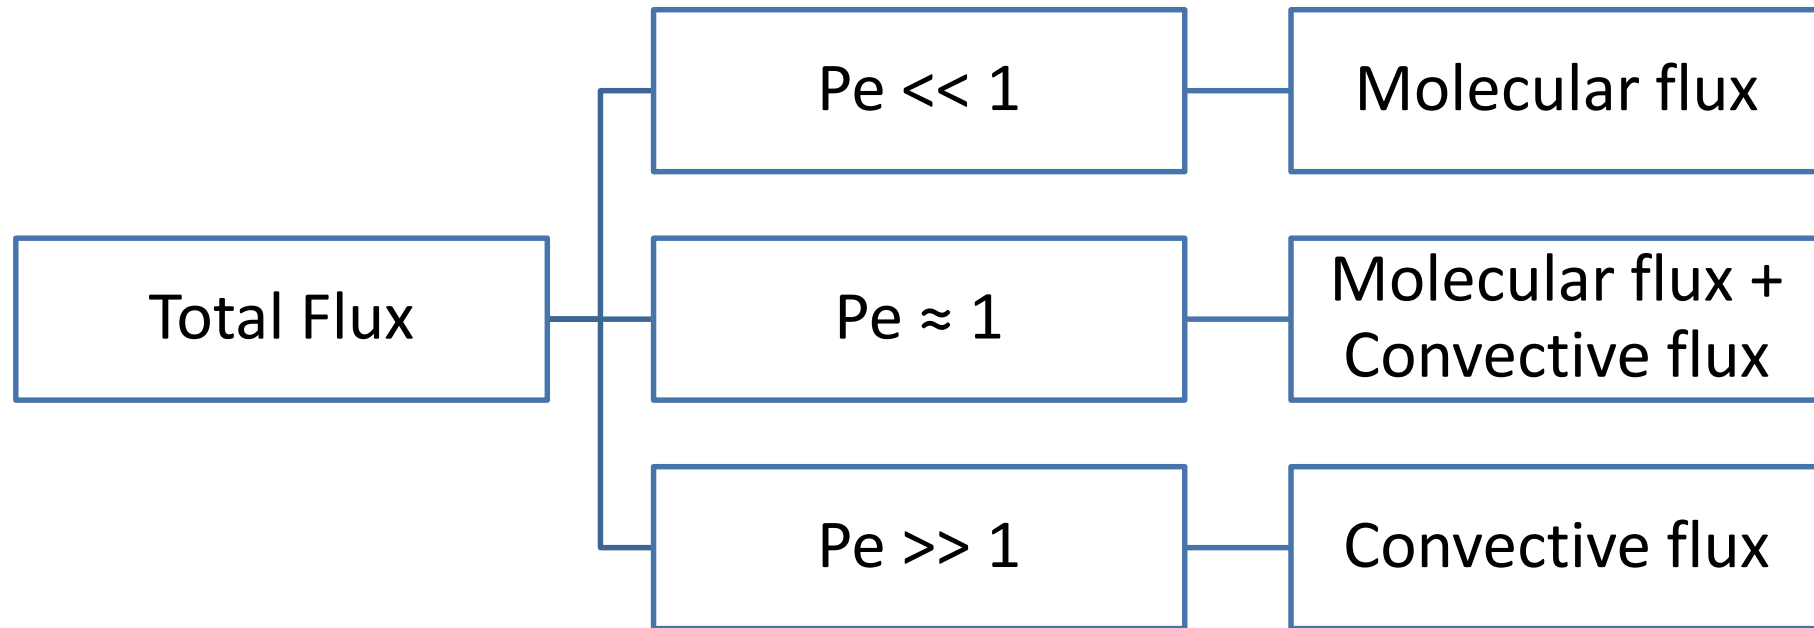 Pe << 1
Molecular flux
Total Flux
Pe ≈ 1
Molecular flux +
Convective flux
Pe >> 1
Convective flux